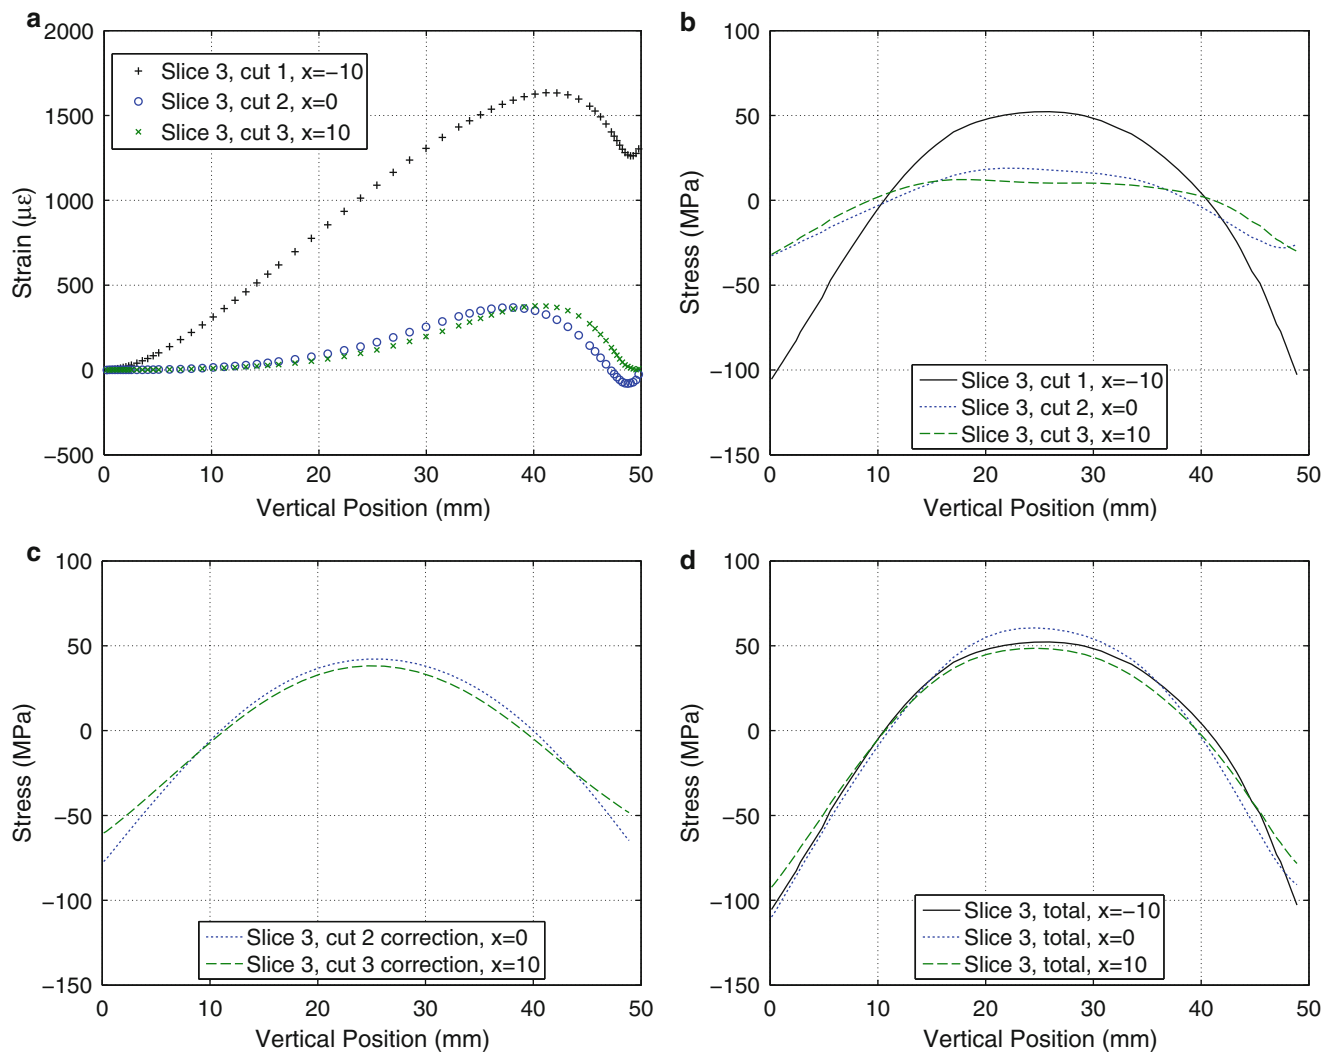 a
2000
1500
1000
500
0
−500
Strain (με)
Slice 3, cut 1, x=−10
Slice 3, cut 2, x=0
Slice 3, cut 3, x=10
0 10 20 30 40 50
Vertical Position (mm)
b
100
50
0
−50
−100
−150
Stress (MPa)
Slice 3, cut 1, x=−10
Slice 3, cut 2, x=0
Slice 3, cut 3, x=10
0 10 20 30 40 50
Vertical Position (mm)
c
100
50
0
−50
−100
−150
Stress (MPa)
Slice 3, cut 2 correction, x=0
Slice 3, cut 3 correction, x=10
0 10 20 30 40 50
Vertical Position (mm)
d
100
50
0
−50
−100
−150
Stress (MPa)
Slice 3, total, x=−10
Slice 3, total, x=0
Slice 3, total, x=10
0 10 20 30 40 50
Vertical Position (mm)